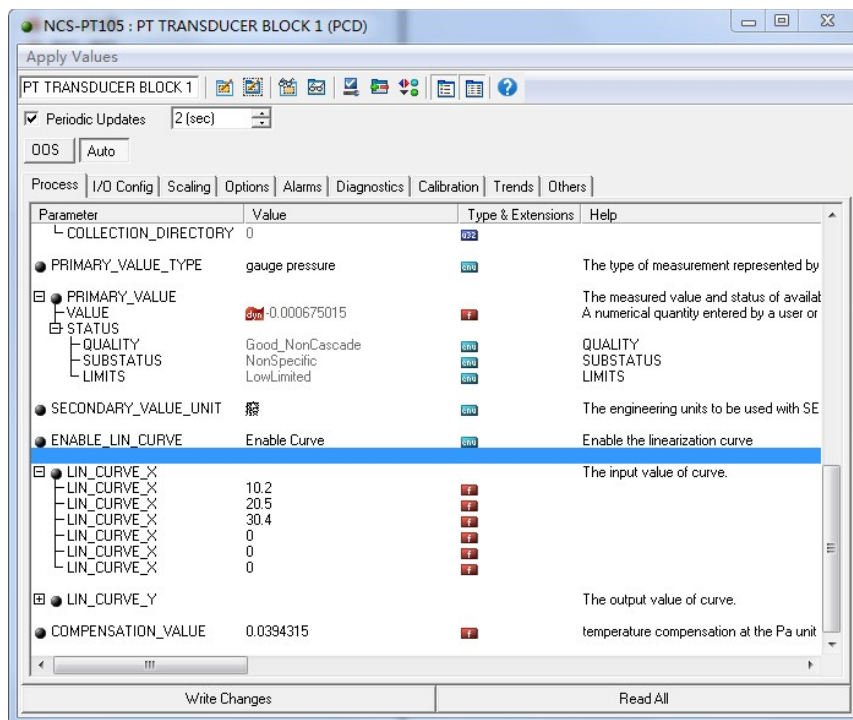 NCS-PT105 : PT TRANSDUCER BLOCK 1 (PCD)
Apply Values
PT TRANSDUCER BLOCK 1
Periodic Updates 2 (sec)
OOS Auto
Process I/O Config Scaling Options Alarms Diagnostics Calibration Trends Others
Parameter Value Type & Extensions Help
COLLECTION_DIRECTORY 0 u32
PRIMARY_VALUE_TYPE gauge pressure enu The type of measurement represented by
PRIMARY_VALUE The measured value and status of availab
VALUE dyn -0.000675015 f A numerical quantity entered by a user or
STATUS
QUALITY Good_NonCascade enu QUALITY
SUBSTATUS NonSpecific enu SUBSTATUS
LIMITS LowLimited enu LIMITS
SECONDARY_VALUE_UNIT enu The engineering units to be used with SE
ENABLE_LIN_CURVE Enable Curve enu Enable the linearization curve
LIN_CURVE_X The input value of curve.
LIN_CURVE_X 10.2 f
LIN_CURVE_X 20.5 f
LIN_CURVE_X 30.4 f
LIN_CURVE_X 0 f
LIN_CURVE_X 0 f
LIN_CURVE_X 0 f
LIN_CURVE_Y The output value of curve.
COMPENSATION_VALUE 0.0394315 f temperature compensation at the Pa unit
Write Changes Read All